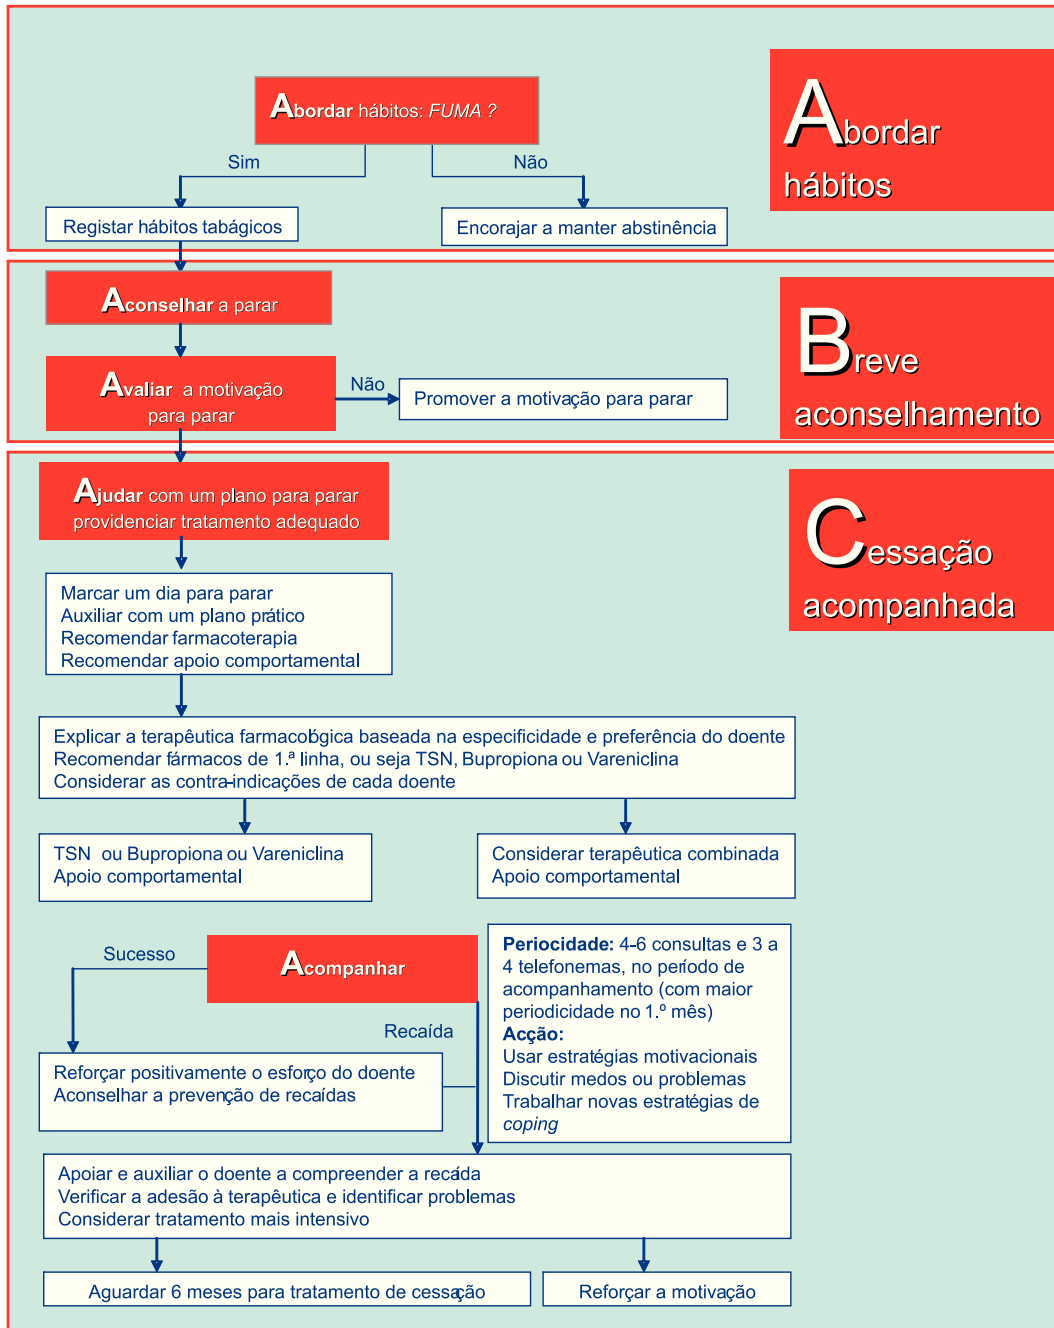 Abordar hábitos: FUMA ?
Abordar
hábitos
Sim
Não
Registar hábitos tabágicos
Encorajar a manter abstinência
Aconselhar a parar
Breve
aconselhamento
Avaliar a motivação
para parar
Não
Promover a motivação para parar
Ajudar com um plano para parar
providenciar tratamento adequado
Cessação
acompanhada
Marcar um dia para parar
Auxiliar com um plano prático
Recomendar farmacoterapia
Recomendar apoio comportamental
Explicar a terapêutica farmacológica baseada na especificidade e preferência do doente
Recomendar fármacos de 1.ª linha, ou seja TSN, Bupropiona ou Vareniclina
Considerar as contra-indicações de cada doente
TSN ou Bupropiona ou Vareniclina
Apoio comportamental
Considerar terapêutica combinada
Apoio comportamental
Sucesso
Acompanhar
Recaída
Periocidade: 4-6 consultas e 3 a
4 telefonemas, no período de
acompanhamento (com maior
periodicidade no 1.º mês)
Acção:
Usar estratégias motivacionais
Discutir medos ou problemas
Trabalhar novas estratégias de
coping
Reforçar positivamente o esforço do doente
Aconselhar a prevenção de recaídas
Apoiar e auxiliar o doente a compreender a recaída
Verificar a adesão à terapêutica e identificar problemas
Considerar tratamento mais intensivo
Aguardar 6 meses para tratamento de cessação
Reforçar a motivação